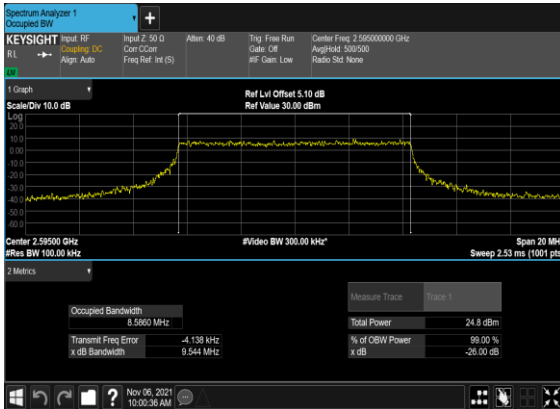 Spectrum Analyzer 1
Occupied BW
+
KEYSIGHT
RL
LW
Input: RF
Coupling: DC
Align: Auto
Input Z: 50 Ω
Corr CCorr
Freq Ref: Int (S)
Atten: 40 dB
Trig: Free Run
Gate: Off
#IF Gain: Low
Center Freq: 2.595000000 GHz
Avg|Hold: 500/500
Radio Std: None
1 Graph
Scale/Div 10.0 dB
Ref Lvl Offset 5.10 dB
Ref Value 30.00 dBm
Log
20.0
10.0
0.00
-10.0
-20.0
-30.0
-40.0
-50.0
-60.0
Center 2.59500 GHz
#Res BW 100.00 kHz
#Video BW 300.00 kHz*
Span 20 MH
Sweep 2.53 ms (1001 pts
2 Metrics
Measure Trace
Trace 1
Occupied Bandwidth
8.5860 MHz
Total Power
24.8 dBm
Transmit Freq Error
-4.138 kHz
% of OBW Power
99.00 %
x dB Bandwidth
9.544 MHz
x dB
-26.00 dB
?
Nov 06, 2021
10:00:36 AM